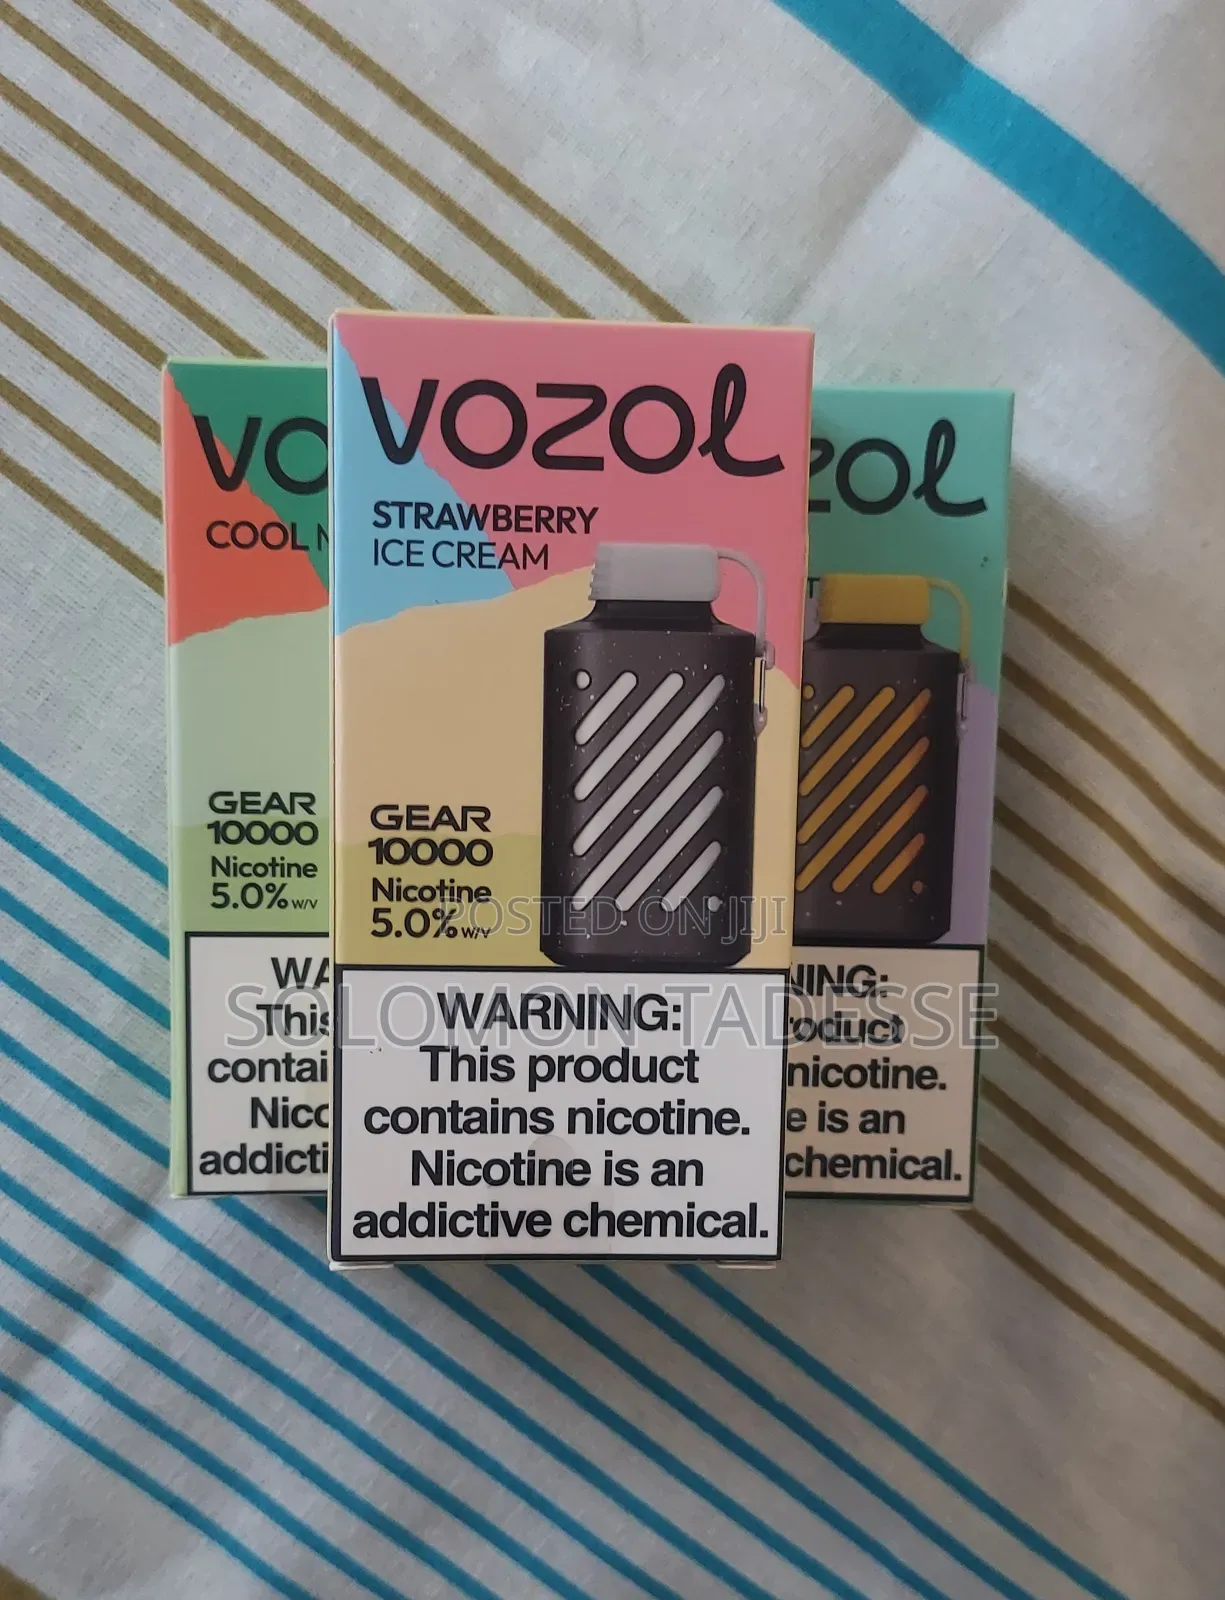 VO
COOL
GEAR
10000
Nicotine
5.0% w/v
WA
This
contai
Nico
addicti
VOZOL
STRAWBERRY
ICE CREAM
GEAR
10000
Nicotine
5.0% w/v
WARNING:
This product
contains nicotine.
Nicotine is an
addictive chemical.
ZOL
T
NING:
roduct
nicotine.
e is an
chemical.
POSTED ON JIJI
SOLOMON TADESSE